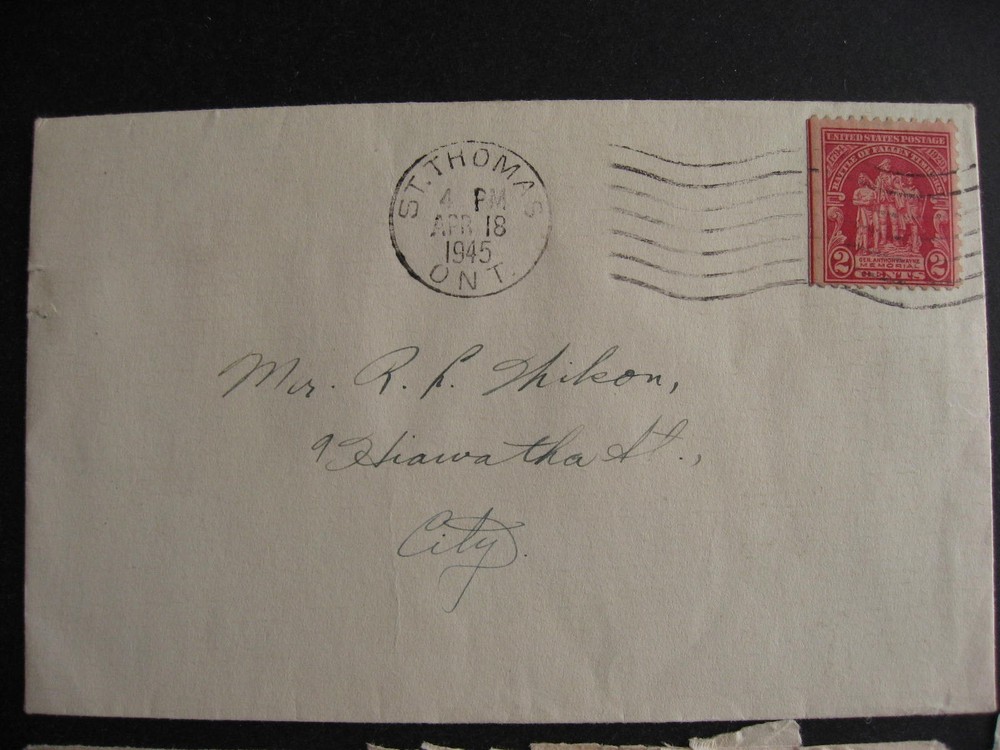 ST. THOMAS
4 PM
APR 18
1945
ONT.
UNITED STATES POSTAGE
BATTLE OF FALLEN TIMBERS
GEN. ANTHONY WAYNE
MEMORIAL
2 CENTS 2
Mr. R. L.
9 Hiawatha St.,
City.